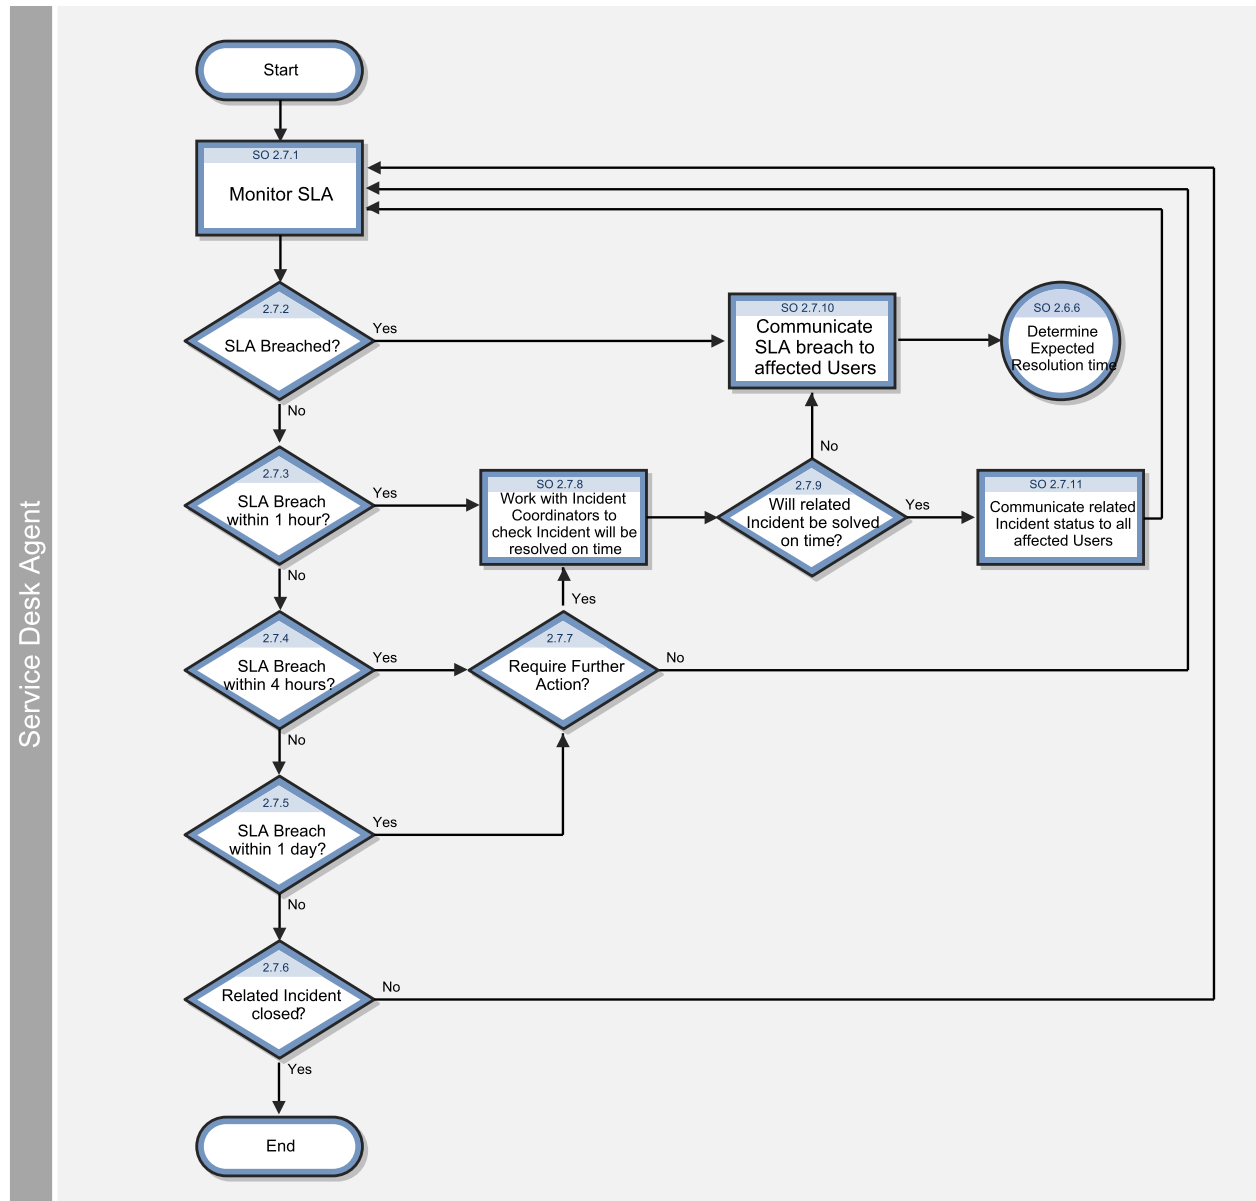 Service Desk Agent
Start
SO 2.7.1
Monitor SLA
2.7.2
SLA Breached?
Yes
No
SO 2.7.10
Communicate
SLA breach to
affected Users
SO 2.6.6
Determine
Expected
Resolution time
2.7.3
SLA Breach
within 1 hour?
Yes
No
SO 2.7.8
Work with Incident
Coordinators to
check Incident will be
resolved on time
No
2.7.9
Will related
Incident be solved
on time?
Yes
SO 2.7.11
Communicate related
Incident status to all
affected Users
2.7.4
SLA Breach
within 4 hours?
Yes
No
Yes
2.7.7
Require Further
Action?
No
2.7.5
SLA Breach
within 1 day?
Yes
No
2.7.6
Related Incident
closed?
No
Yes
End